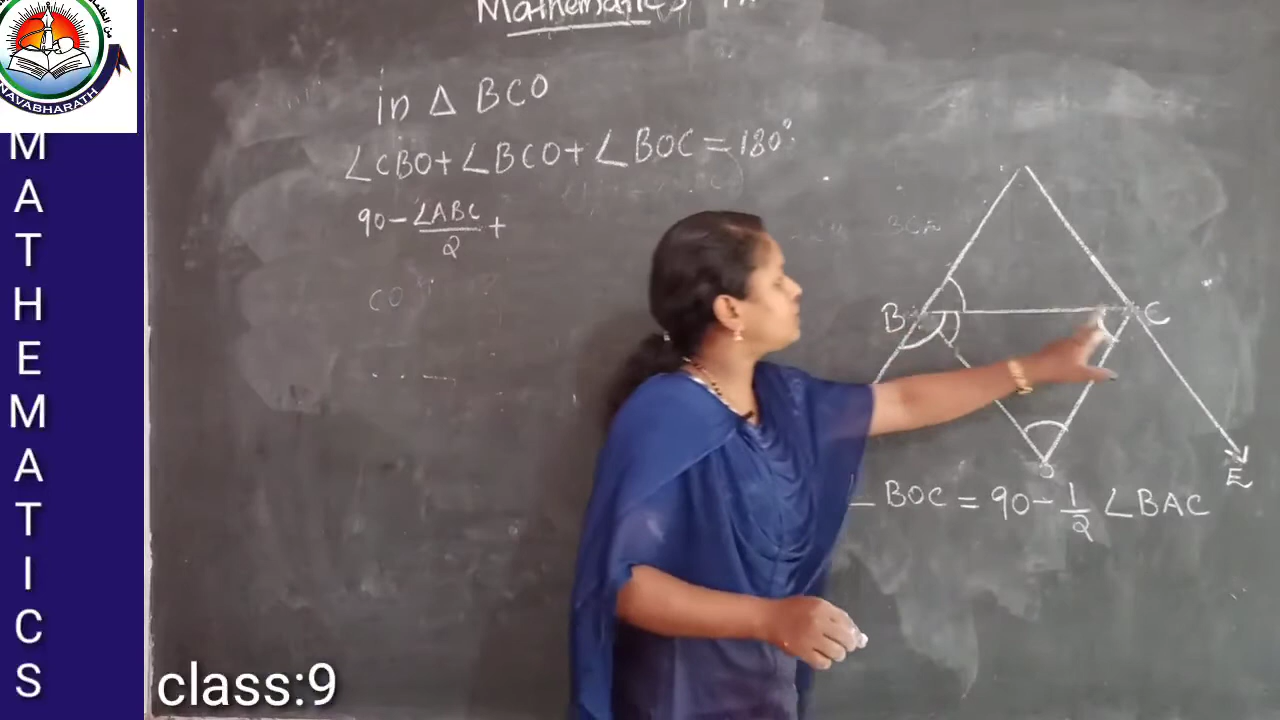 NAVABHARATH
MATHEMATICS
class:9
Mathematics
in Δ BCO
∠CBO+ ∠BCO+ ∠BOC = 180°
90 - ∠ABC/2 +
B
C
O
E
BOC = 90 - 1/2 ∠BAC